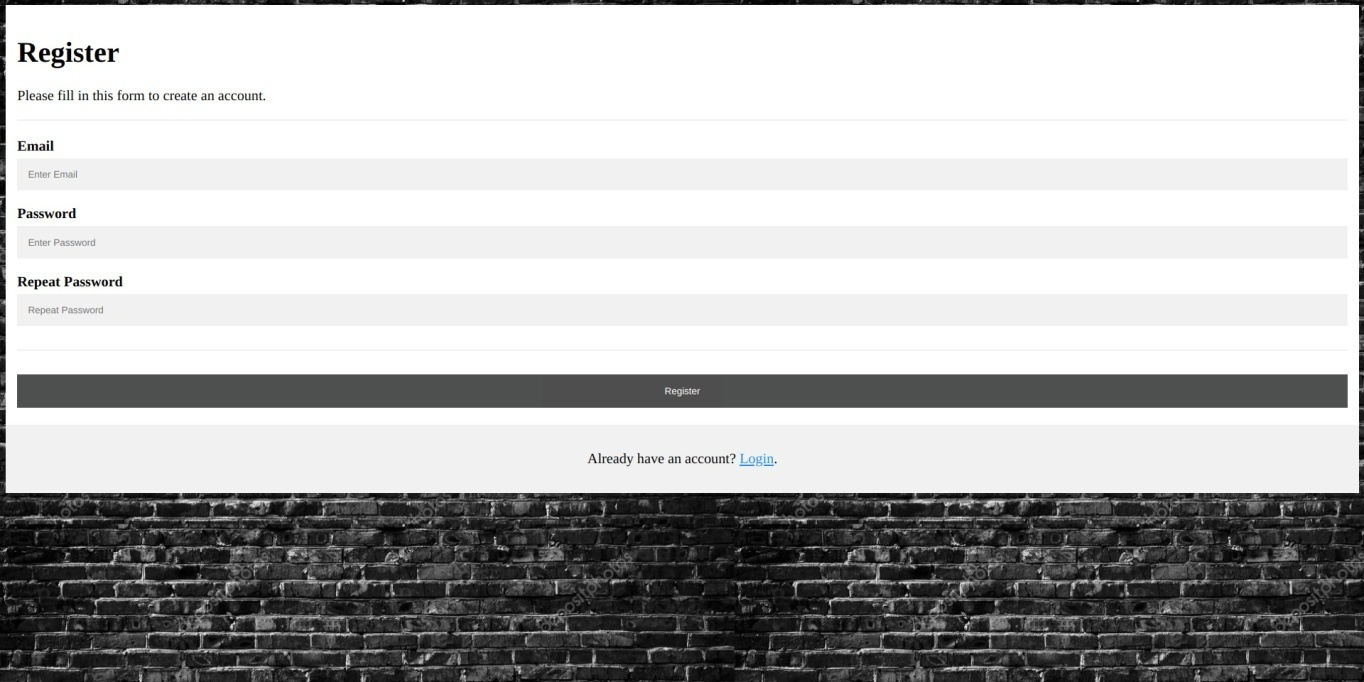 Register
Please fill in this form to create an account.
Email
Enter Email
Password
Enter Password
Repeat Password
Repeat Password
Register
Already have an account? Login.